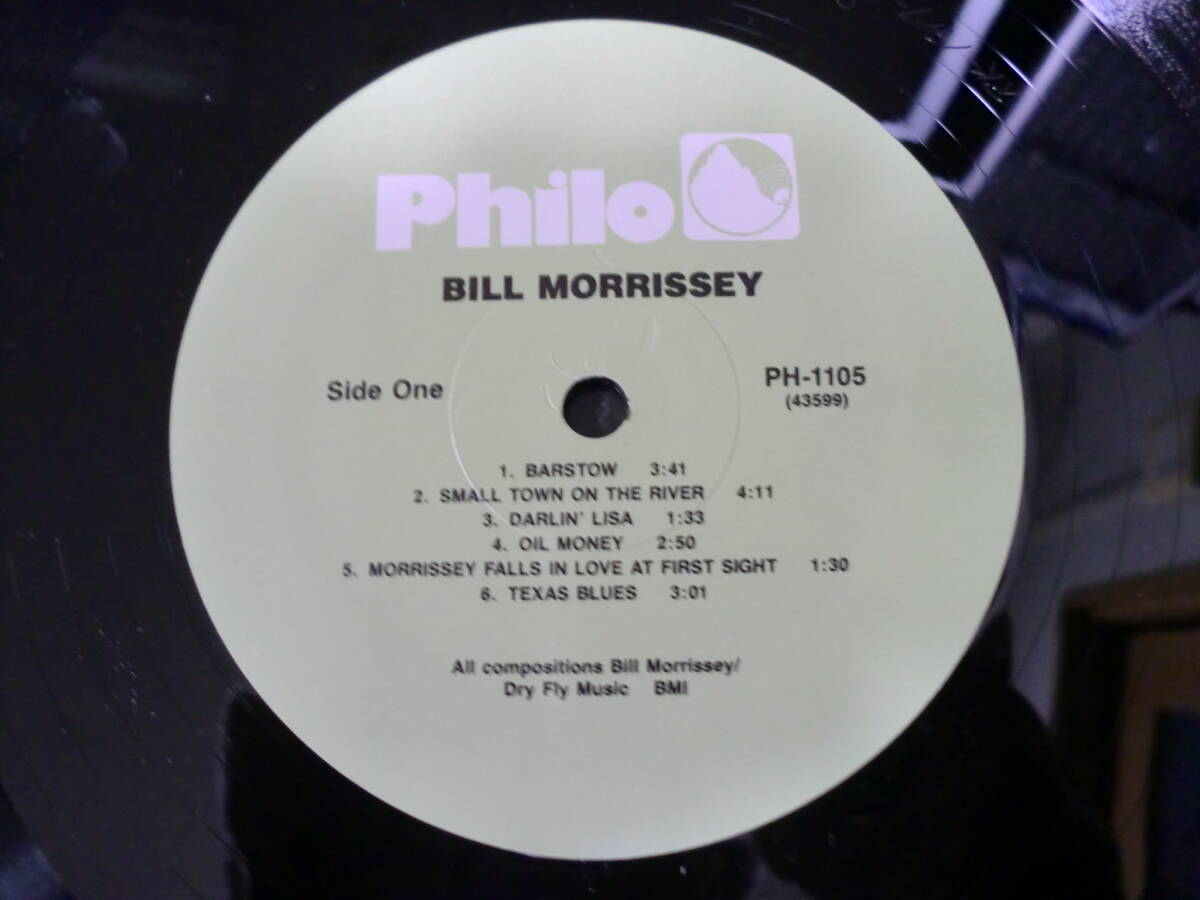 Philo
BILL MORRISSEY
Side One
PH-1105
(43599)
1. BARSTOW 3:41
2. SMALL TOWN ON THE RIVER 4:11
3. DARLIN' LISA 1:33
4. OIL MONEY 2:50
5. MORRISSEY FALLS IN LOVE AT FIRST SIGHT 1:30
6. TEXAS BLUES 3:01
All compositions Bill Morrissey/
Dry Fly Music BMI